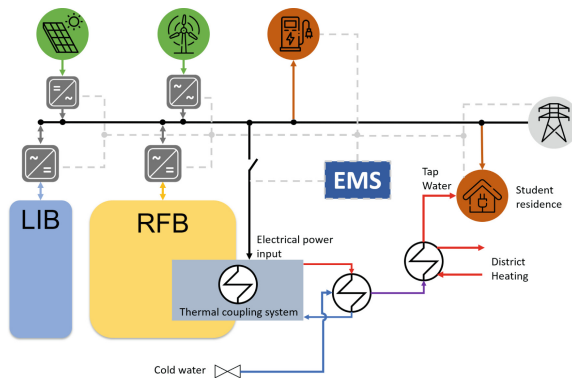 EMS
Tap
Water
Student
residence
LIB
RFB
Electrical power
input
District
Heating
Thermal coupling system
Cold water